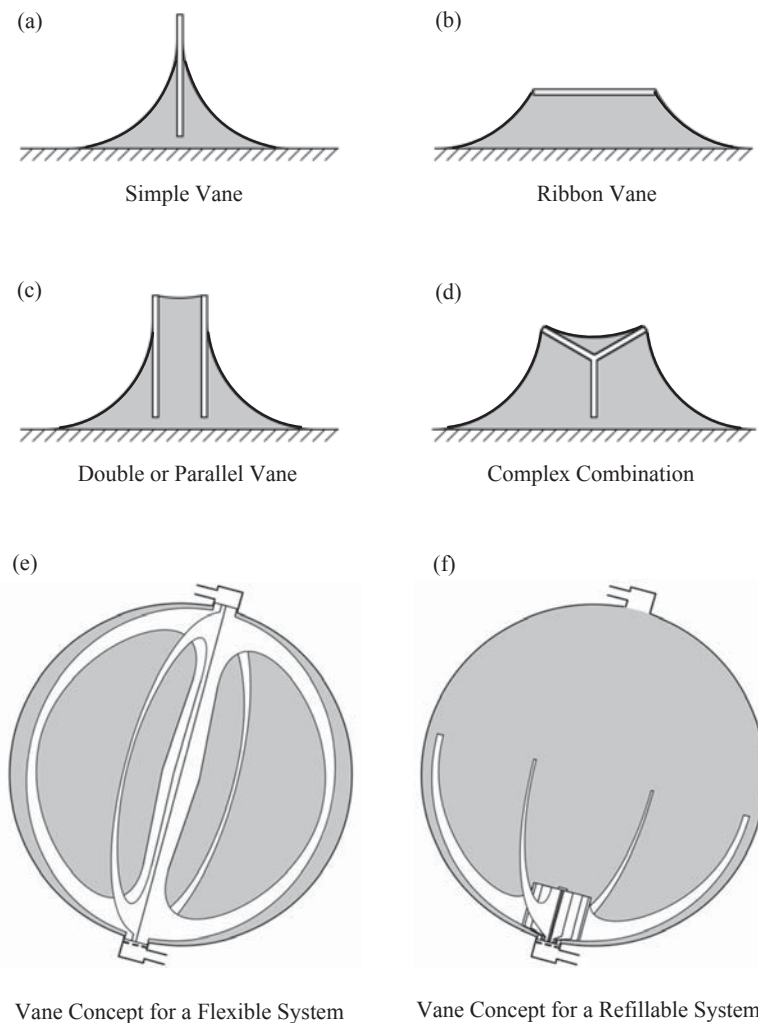 (a)
(b)
Simple Vane
Ribbon Vane
(c)
(d)
Double or Parallel Vane
Complex Combination
(e)
(f)
Vane Concept for a Flexible System
Vane Concept for a Refillable System